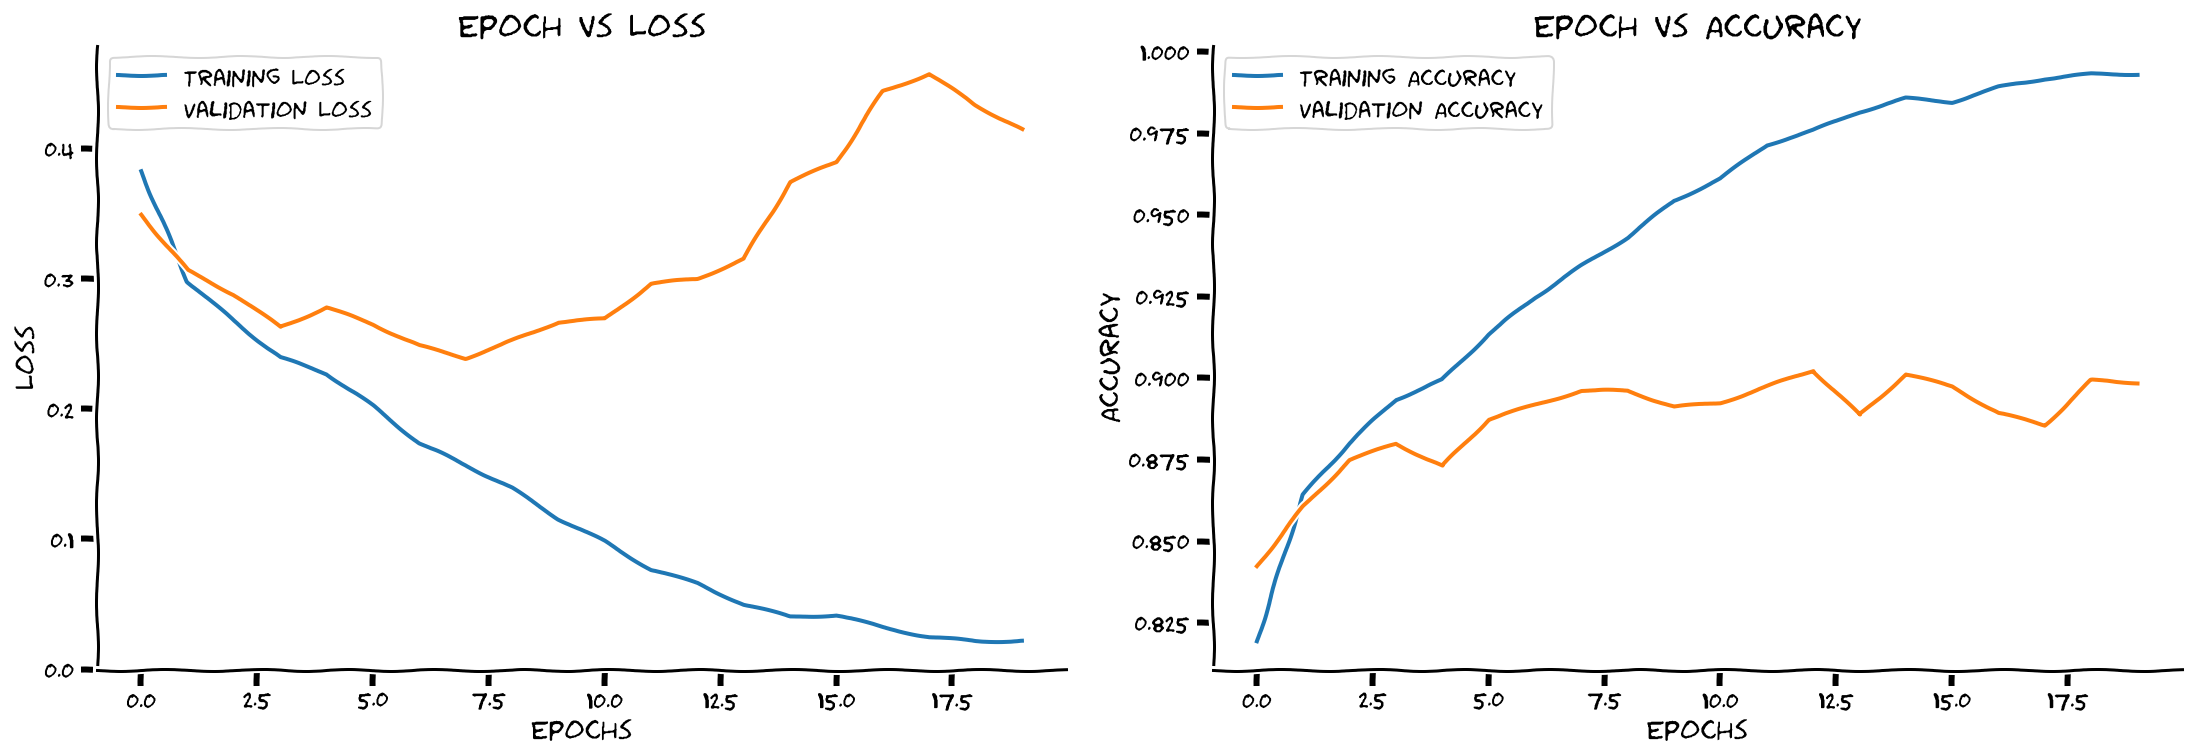 EPOCH VS LOSS
TRAINING LOSS
VALIDATION LOSS
LOSS
0.4
0.3
0.2
0.1
0.0
0.0 2.5 5.0 7.5 10.0 12.5 15.0 17.5
EPOCHS
EPOCH VS ACCURACY
TRAINING ACCURACY
VALIDATION ACCURACY
ACCURACY
1.000
0.975
0.950
0.925
0.900
0.875
0.850
0.825
0.0 2.5 5.0 7.5 10.0 12.5 15.0 17.5
EPOCHS